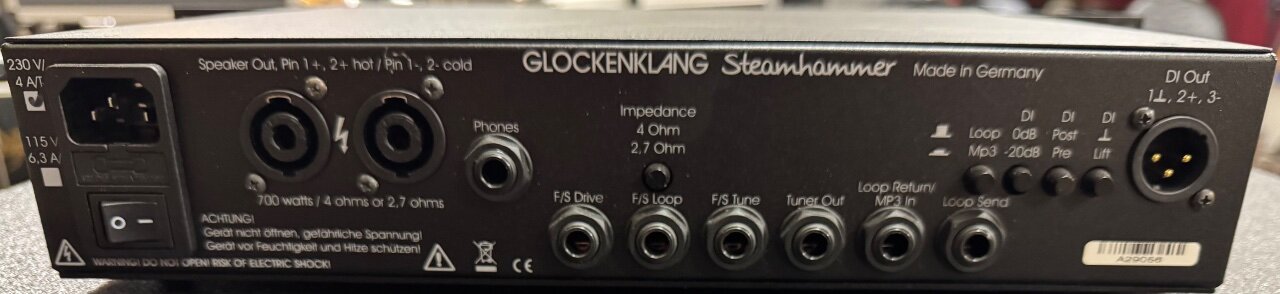 230 V/
4 A/T
115 V
6,3 A/
Speaker Out, Pin 1+, 2+ hot / Pin 1-, 2- cold
700 watts / 4 ohms or 2,7 ohms
ACHTUNG!
Gerät nicht öffnen, gefährliche Spannung!
Gerät vor Feuchtigkeit und Hitze schützen!
WARNING! DO NOT OPEN! RISK OF ELECTRIC SHOCK!
GLOCKENKLANG Steamhammer Made in Germany
Phones
Impedance
4 Ohm
2,7 Ohm
F/S Drive
F/S Loop
F/S Tune
Tuner Out
Loop Return/
MP3 In
Loop Send
DI DI DI
Loop 0dB Post ⊥
Mp3 -20dB Pre Lift
DI Out
1⊥, 2+, 3-
CE
A29056